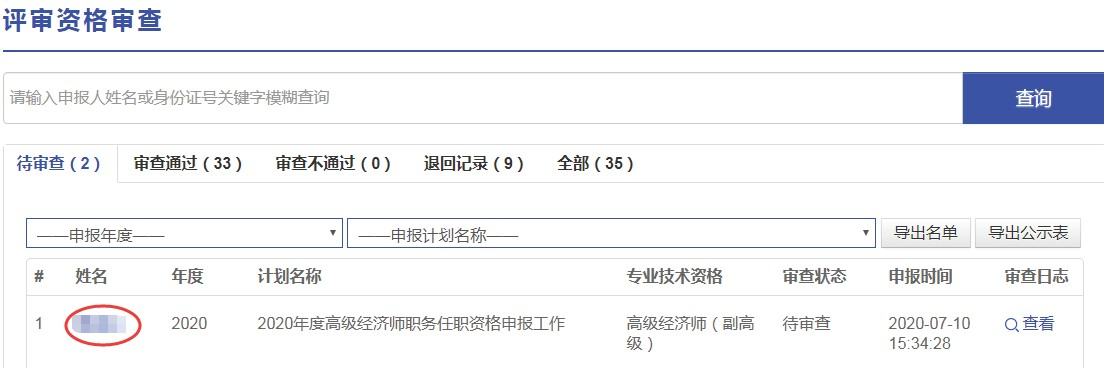 评审资格审查
请输入申报人姓名或身份证号关键字模糊查询
查询
待审查（2） 审查通过（33） 审查不通过（0） 退回记录（9） 全部（35）
——申报年度—— ——申报计划名称—— 导出名单 导出公示表
# 姓名 年度 计划名称 专业技术资格 审查状态 申报时间 审查日志
1 2020 2020年度高级经济师职务任职资格申报工作 高级经济师（副高 待审查 2020-07-10 查看
级） 15:34:28